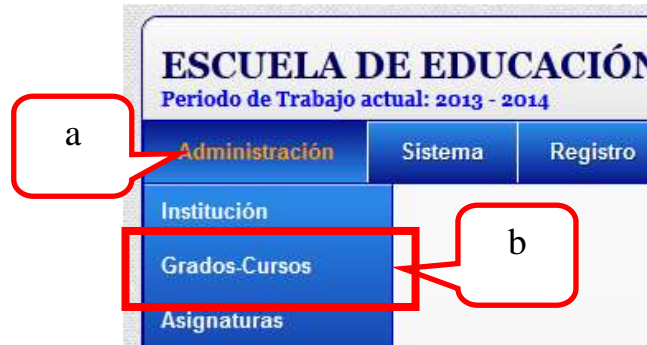 ESCUELA DE EDUCACIÓN
Periodo de Trabajo actual: 2013 - 2014
a
Administración Sistema Registro
Institución
b
Grados-Cursos
Asignaturas